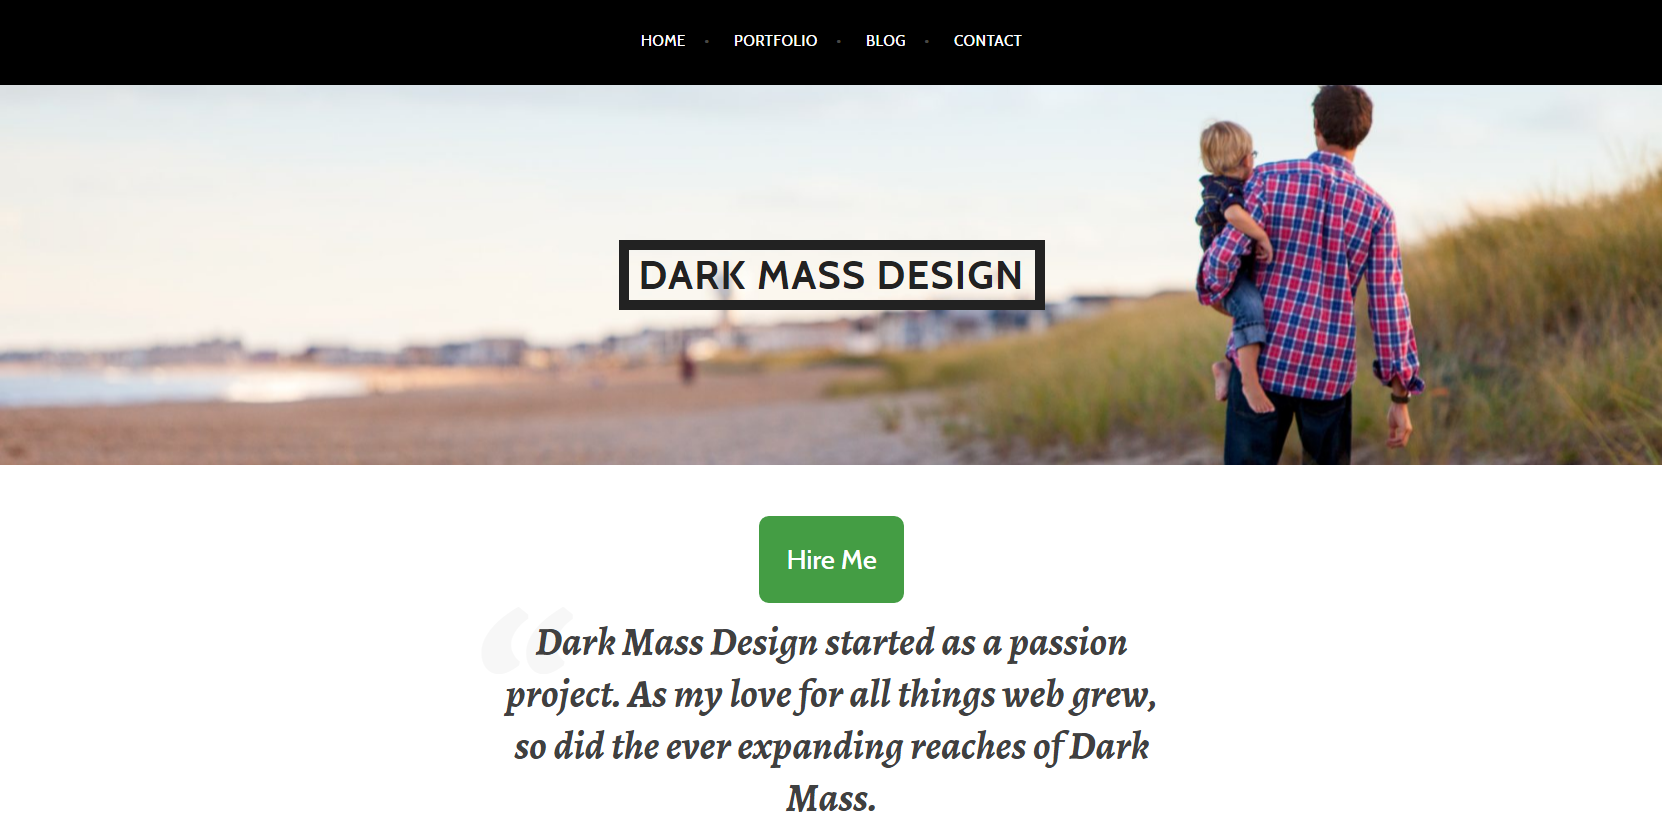 HOME • PORTFOLIO • BLOG • CONTACT
DARK MASS DESIGN
Hire Me
“Dark Mass Design started as a passion
project. As my love for all things web grew,
so did the ever expanding reaches of Dark
Mass.